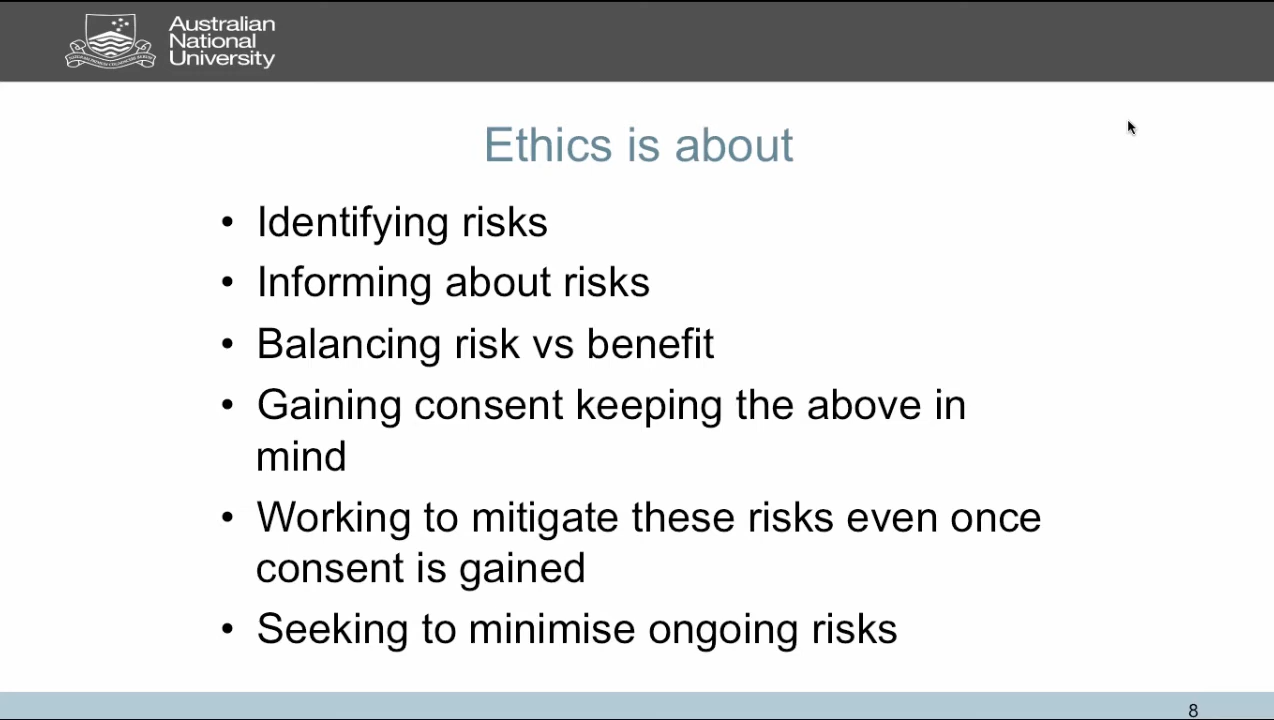 Australian
National
University
Ethics is about
• Identifying risks
• Informing about risks
• Balancing risk vs benefit
• Gaining consent keeping the above in
mind
• Working to mitigate these risks even once
consent is gained
• Seeking to minimise ongoing risks
8